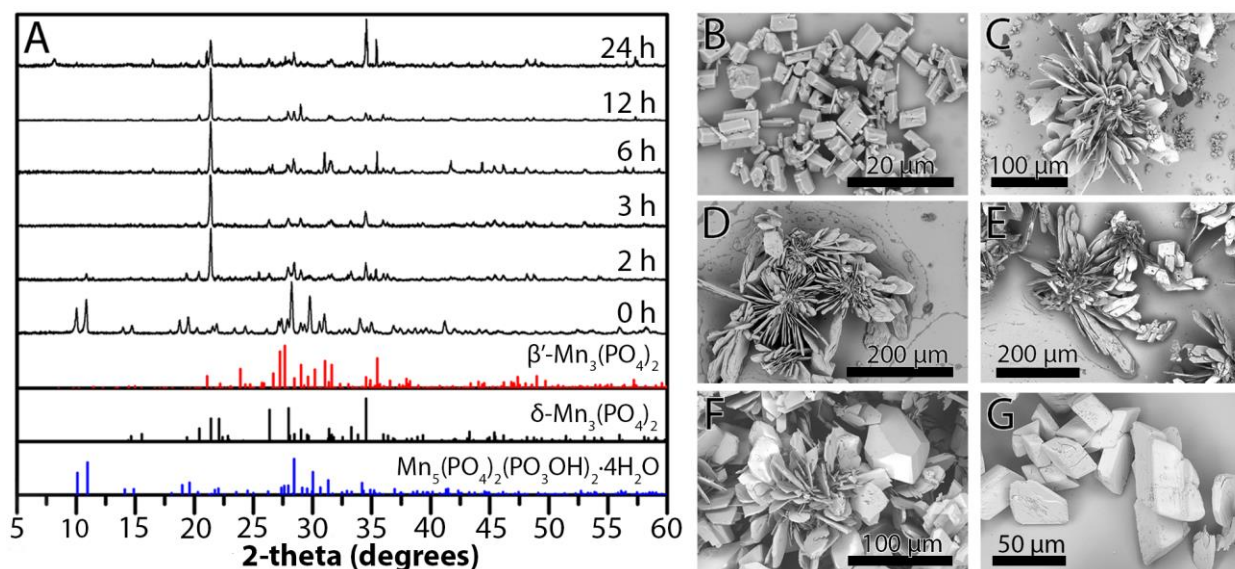 A
24 h
12 h
6 h
3 h
2 h
0 h
β′-Mn₃(PO₄)₂
δ-Mn₃(PO₄)₂
Mn₅(PO₄)₂(PO₃OH)₂·4H₂O
5 10 15 20 25 30 35 40 45 50 55 60
2-theta (degrees)
B
20 µm
C
100 µm
D
200 µm
E
200 µm
F
100 µm
G
50 µm